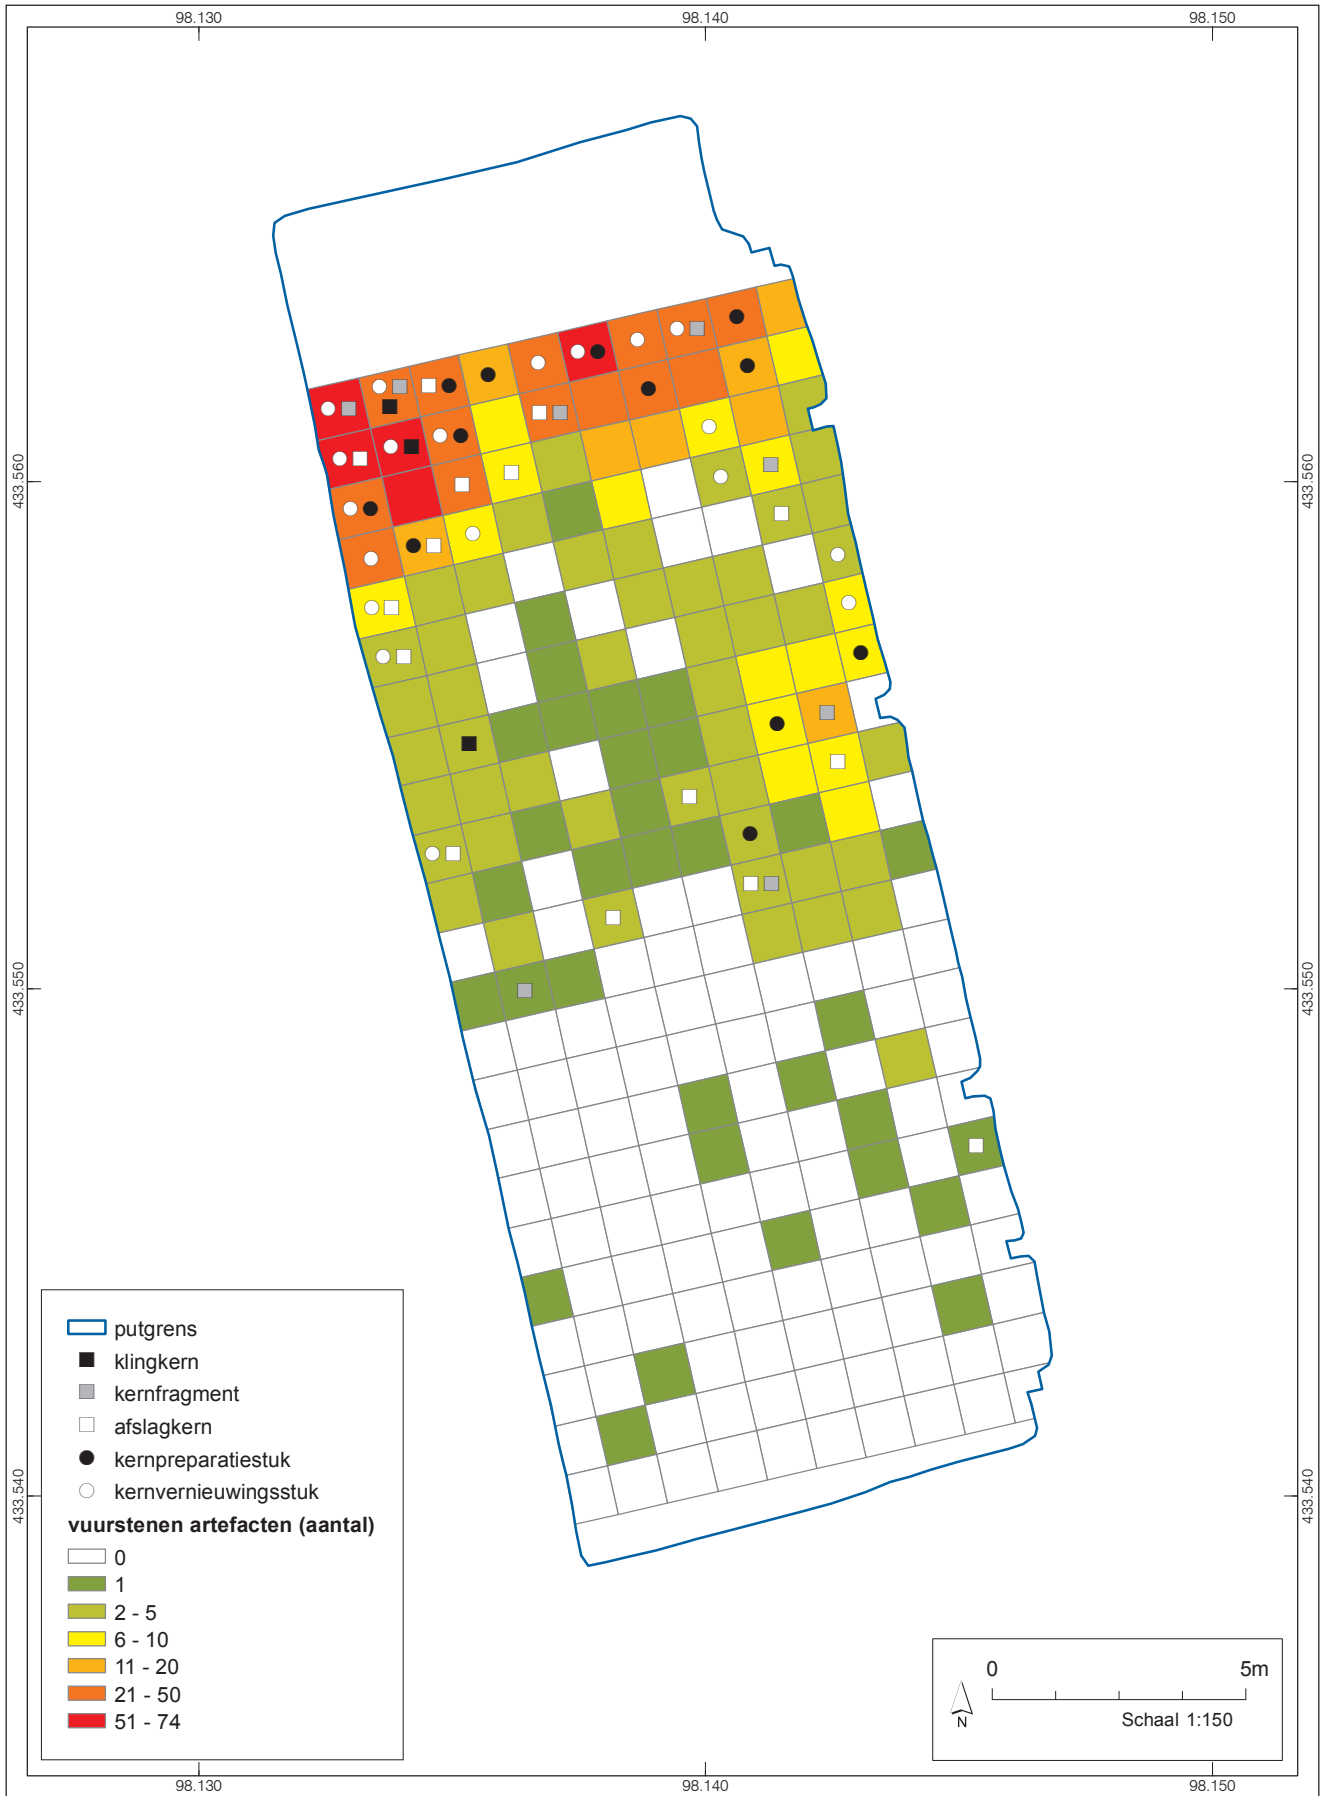 98.130 98.140 98.150
433.560 433.560
433.550 433.550
433.540 433.540
putgrens
klingkern
kernfragment
afslagkern
kernpreparatiestuk
kernvernieuwingsstuk
vuurstenen artefacten (aantal)
0
1
2 - 5
6 - 10
11 - 20
21 - 50
51 - 74
0 5m
N
Schaal 1:150
98.130 98.140 98.150